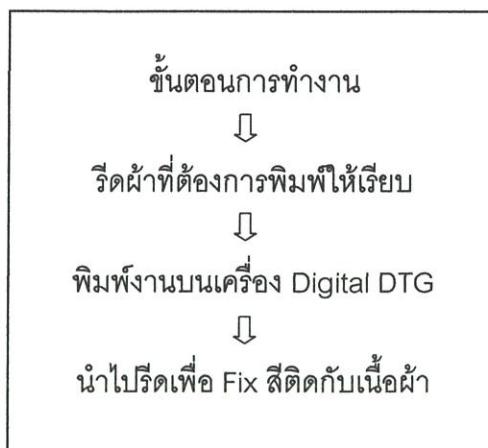 ขั้นตอนการทำงาน
รีดผ้าที่ต้องการพิมพ์ให้เรียบ
พิมพ์งานบนเครื่อง Digital DTG
นำไปรีดเพื่อ Fix สีติดกับเนื้อผ้า